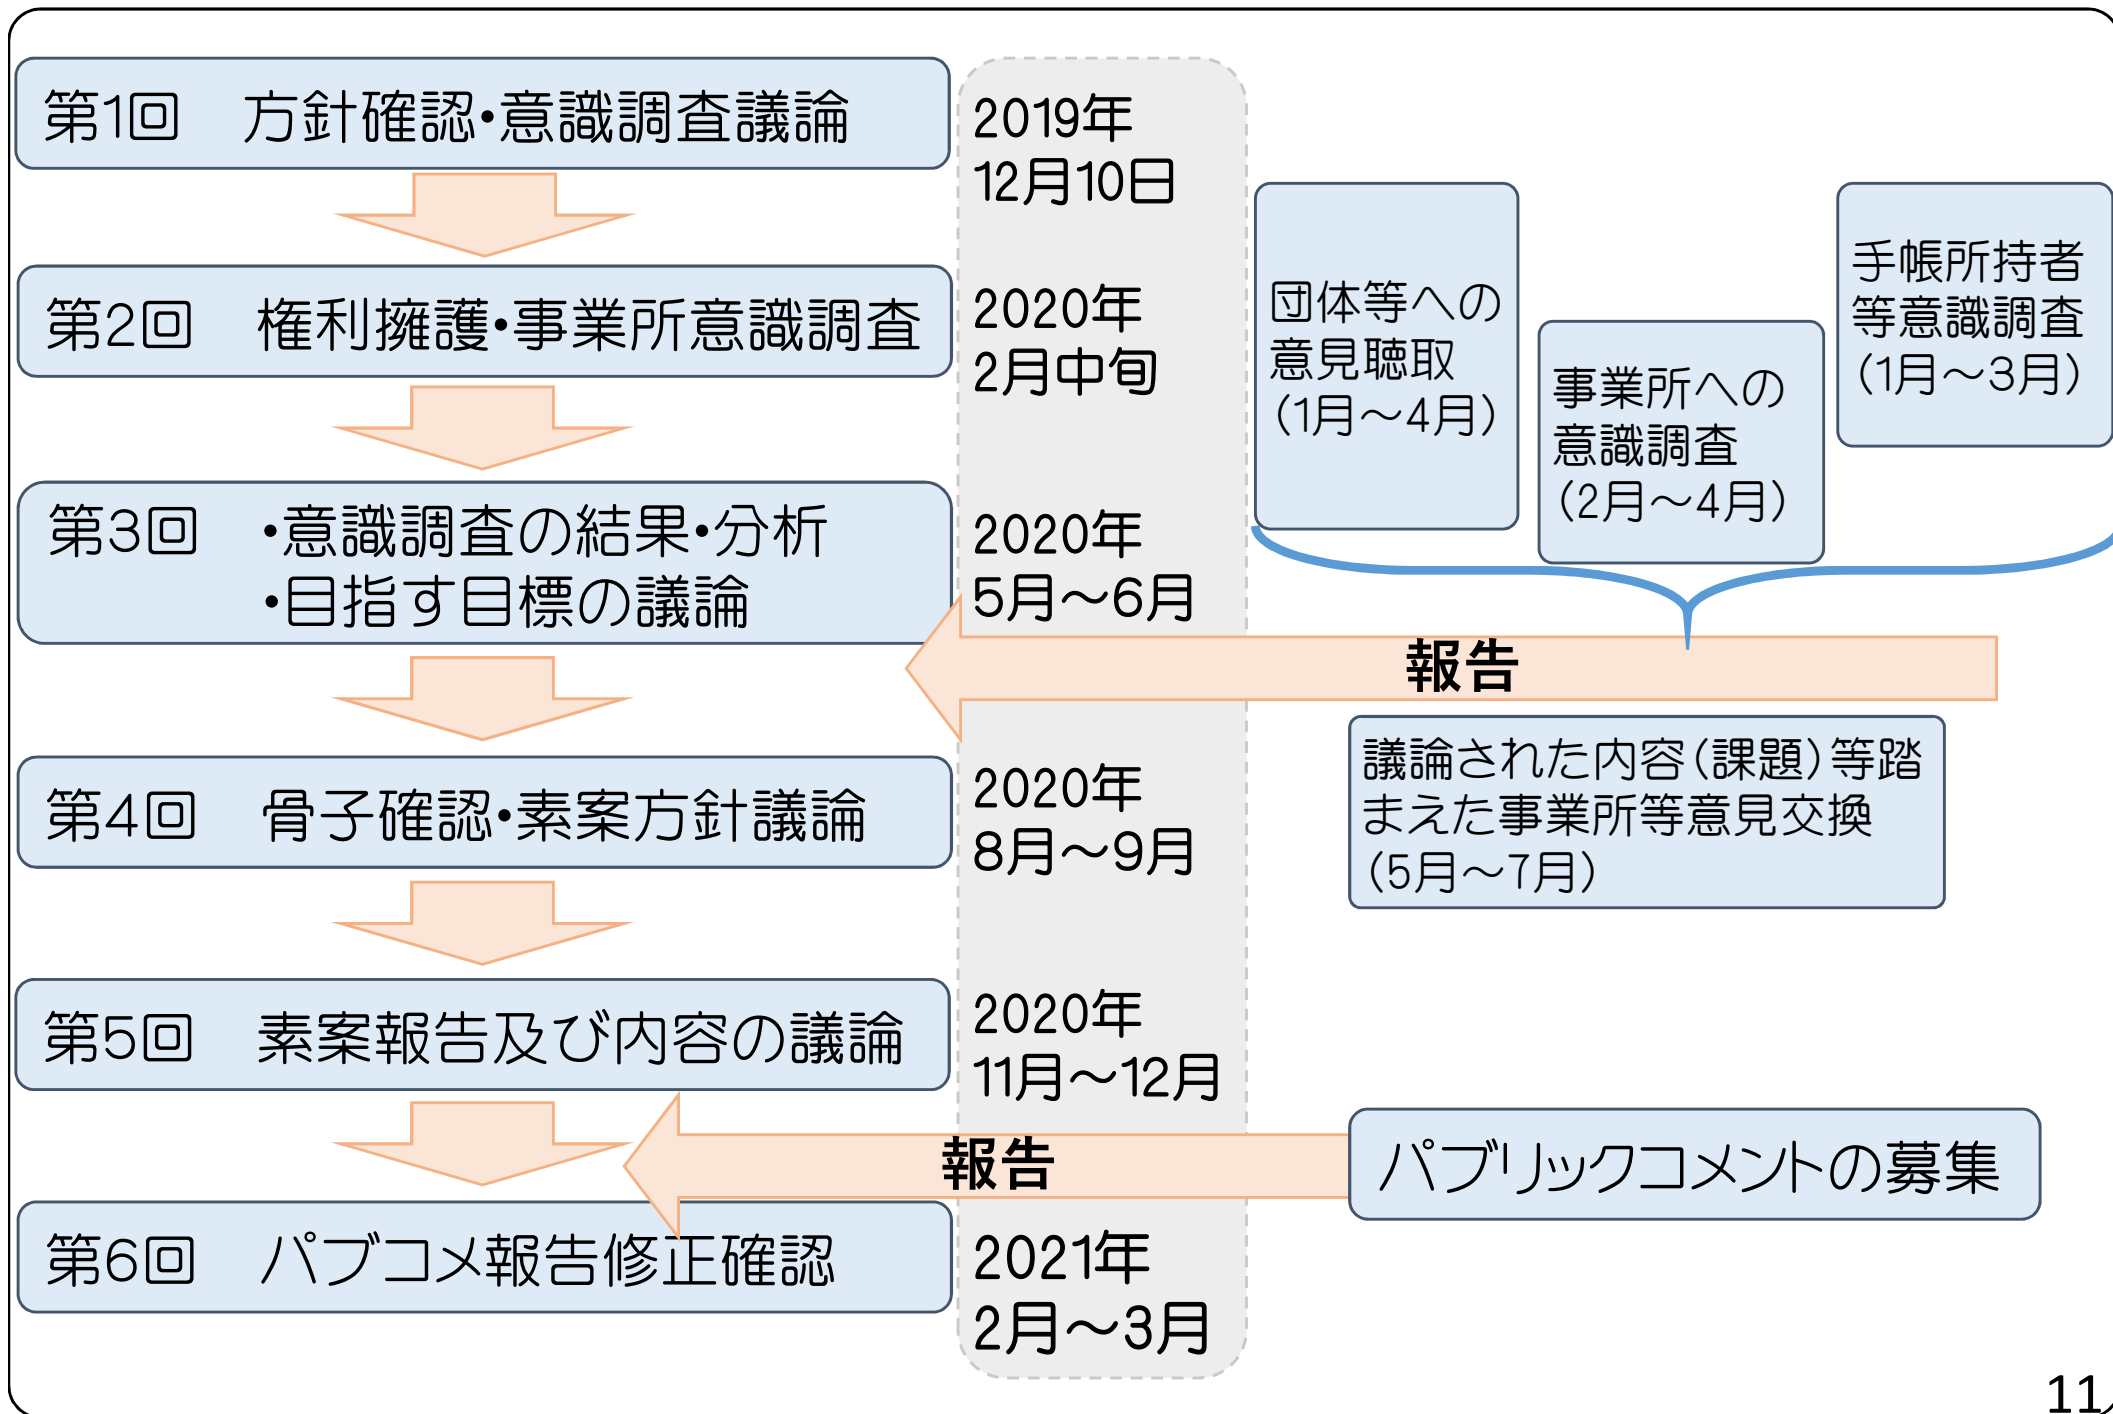 第1回　方針確認・意識調査議論
2019年
12月10日
第2回　権利擁護・事業所意識調査
2020年
2月中旬
第3回　・意識調査の結果・分析
・目指す目標の議論
2020年
5月～6月
団体等への
意見聴取
（1月～4月）
事業所への
意識調査
（2月～4月）
手帳所持者
等意識調査
（1月～3月）
報告
第4回　骨子確認・素案方針議論
2020年
8月～9月
議論された内容（課題）等踏
まえた事業所等意見交換
（5月～7月）
第5回　素案報告及び内容の議論
2020年
11月～12月
報告
パブリックコメントの募集
第6回　パブコメ報告修正確認
2021年
2月～3月
11